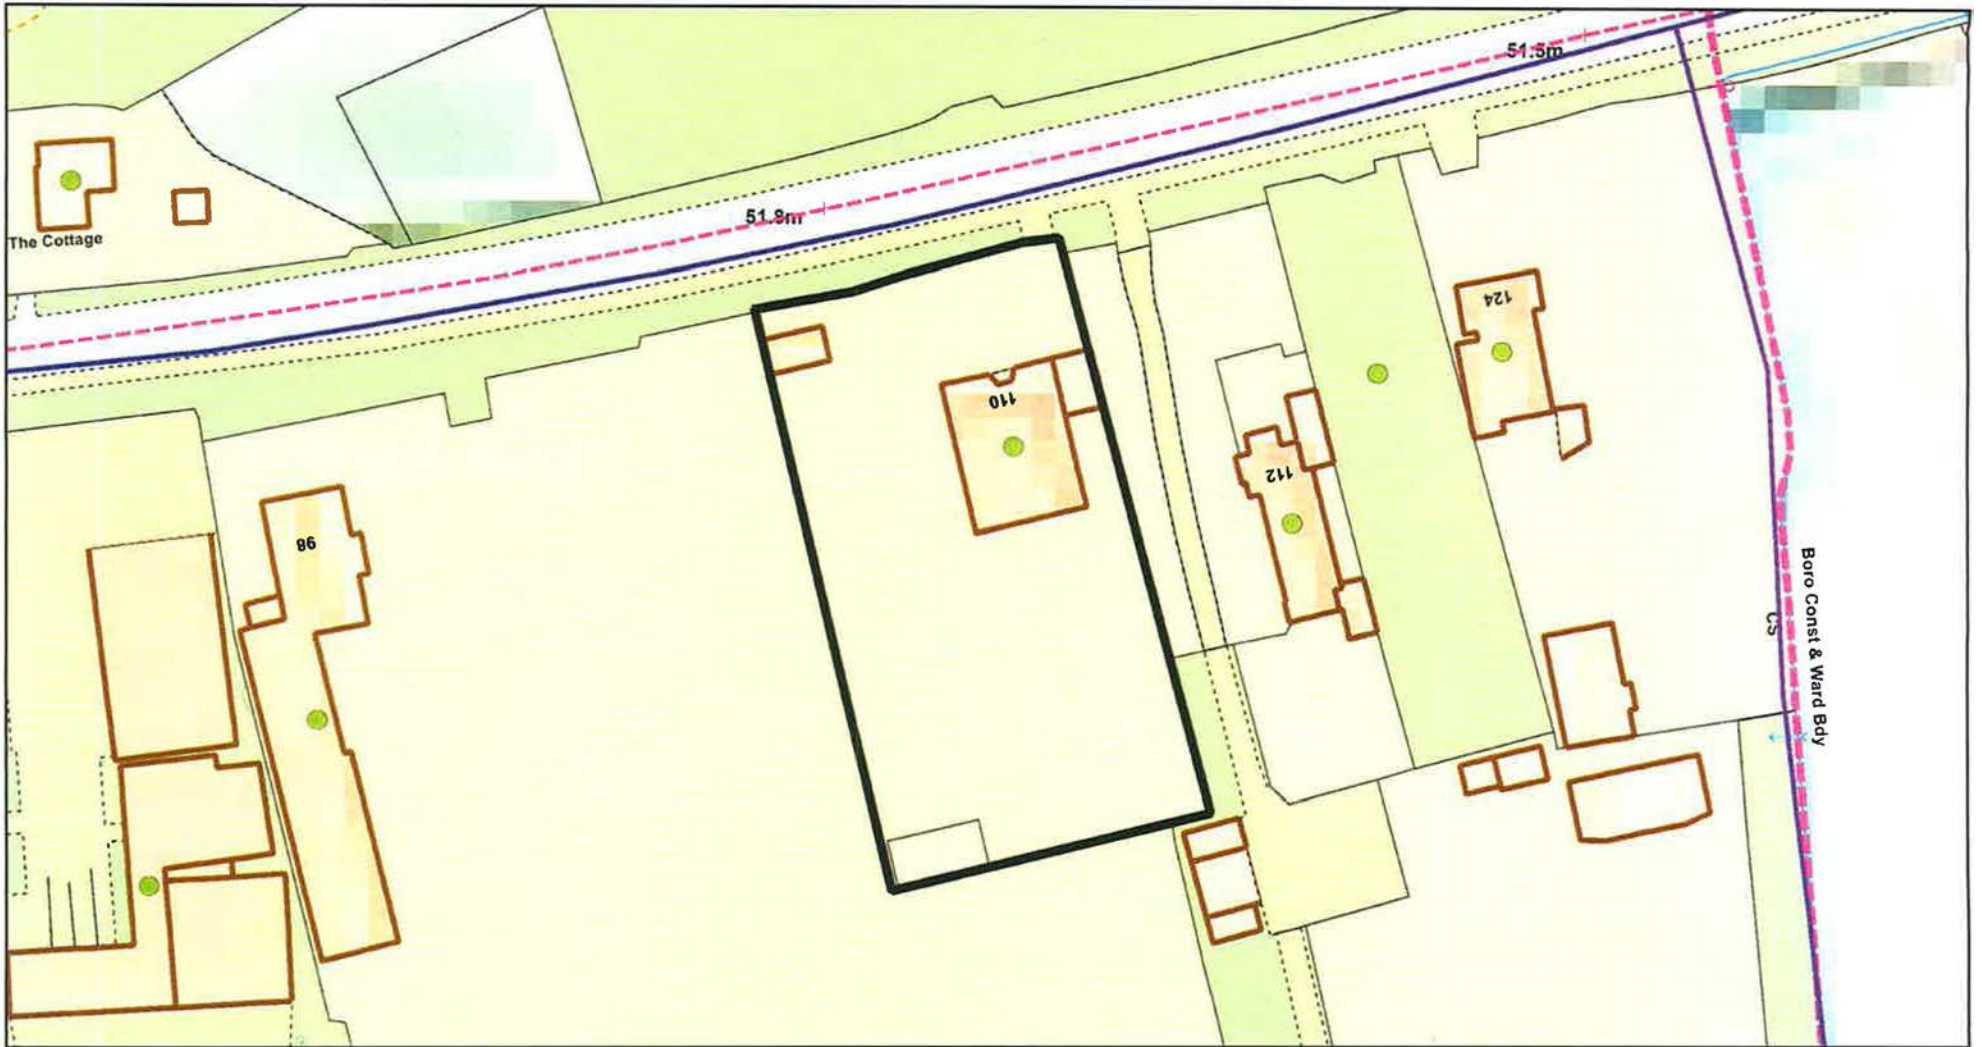 51.5m
51.8m
The Cottage
124
110
112
98
Boro Const & Ward Bdy
CS